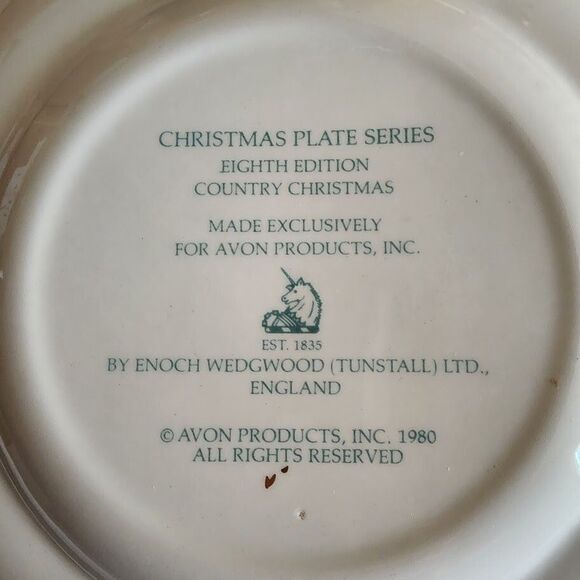 CHRISTMAS PLATE SERIES
EIGHTH EDITION
COUNTRY CHRISTMAS
MADE EXCLUSIVELY
FOR AVON PRODUCTS, INC.
EST. 1835
BY ENOCH WEDGWOOD (TUNSTALL) LTD.,
ENGLAND
© AVON PRODUCTS, INC. 1980
ALL RIGHTS RESERVED